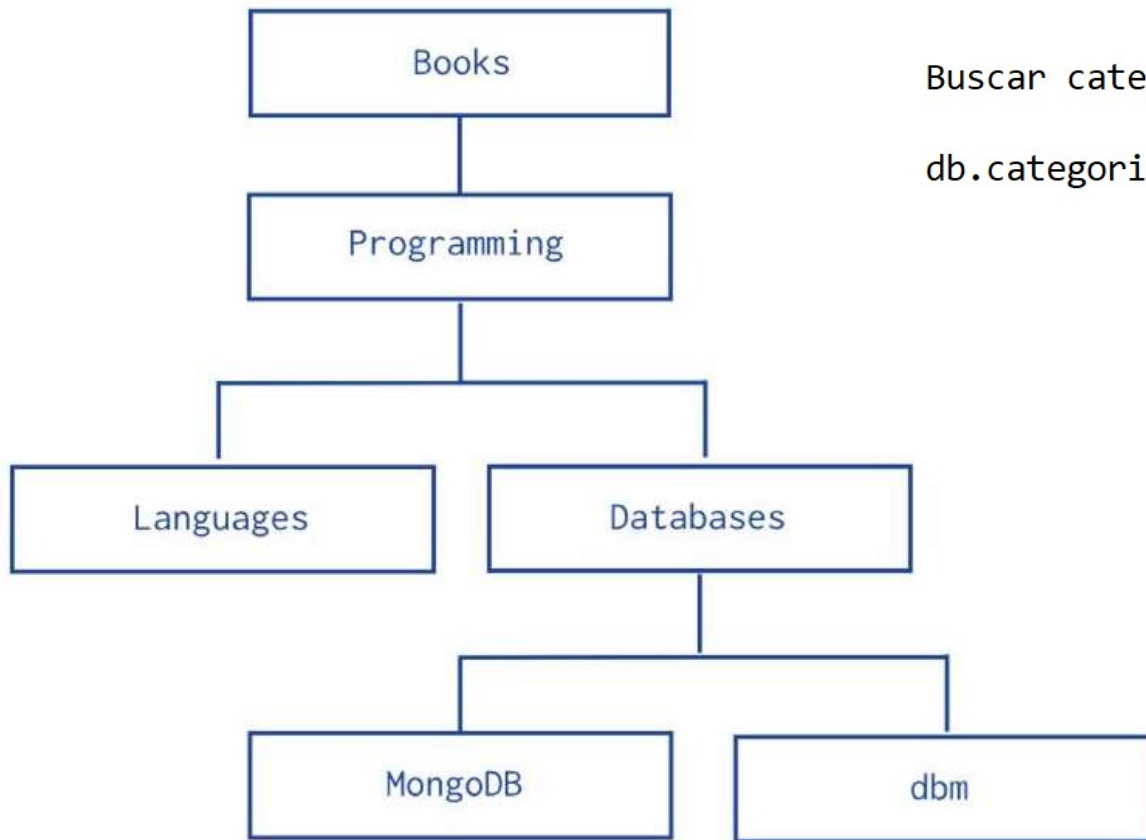 Books
Buscar cate
db.categori
Programming
Languages
Databases
MongoDB
dbm